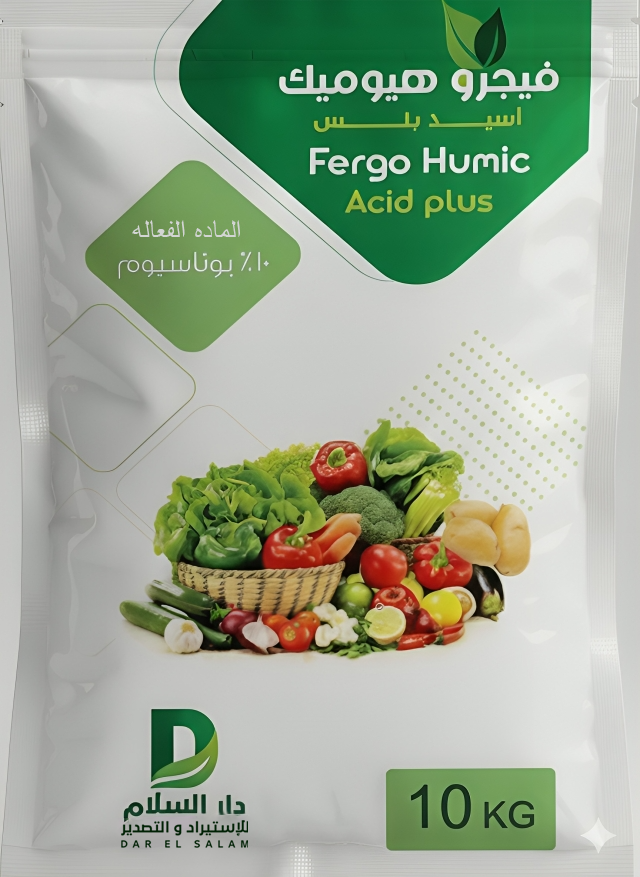 فيجرو هيوميك
اسيد بلس
Fergo Humic
Acid plus
الماده الفعاله
١٠٪ بوتاسيوم
دار السلام
للإستيراد و التصدير
DAR EL SALAM
10 KG